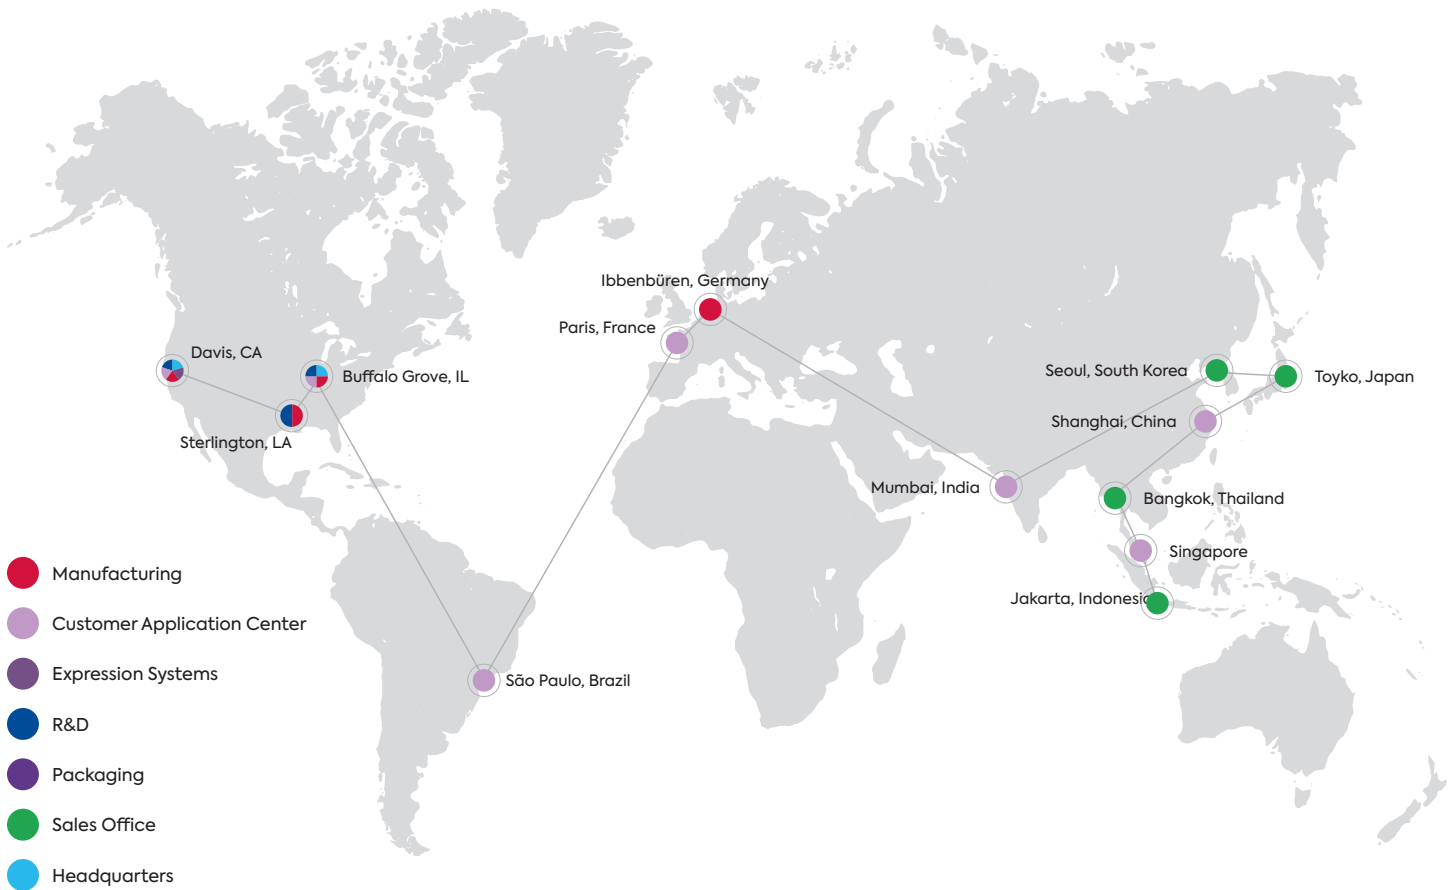 Ibbenbüren, Germany
Paris, France
Davis, CA
Buffalo Grove, IL
Sterlington, LA
Seoul, South Korea
Toyko, Japan
Shanghai, China
Mumbai, India
Bangkok, Thailand
Singapore
Jakarta, Indonesia
São Paulo, Brazil
Manufacturing
Customer Application Center
Expression Systems
R&D
Packaging
Sales Office
Headquarters